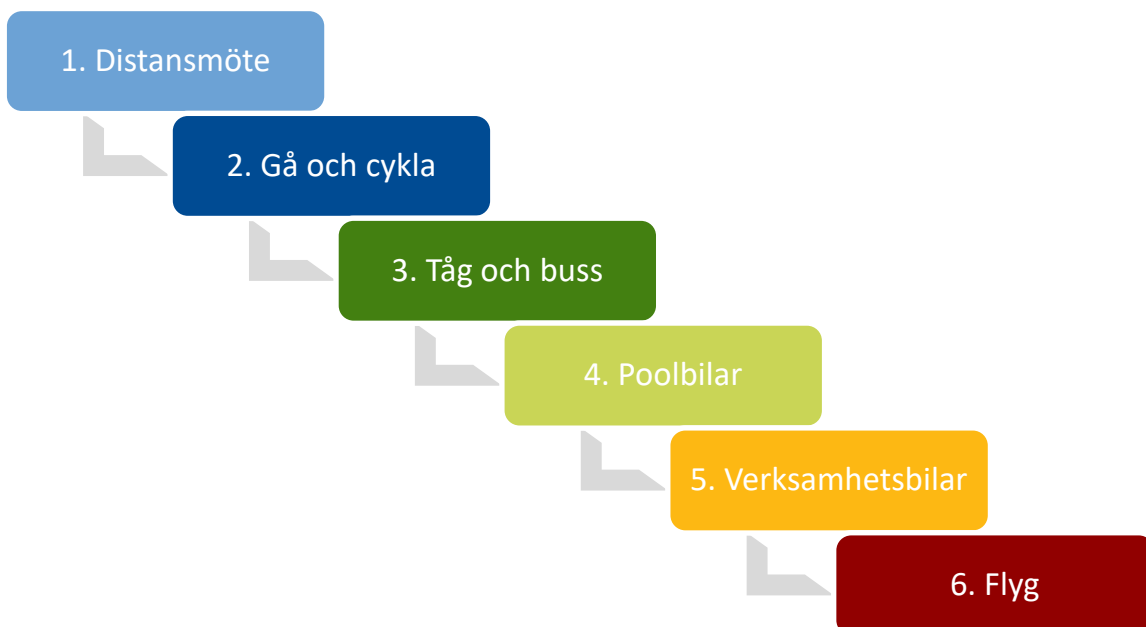 1. Distansmöte
2. Gå och cykla
3. Tåg och buss
4. Poolbilar
5. Verksamhetsbilar
6. Flyg